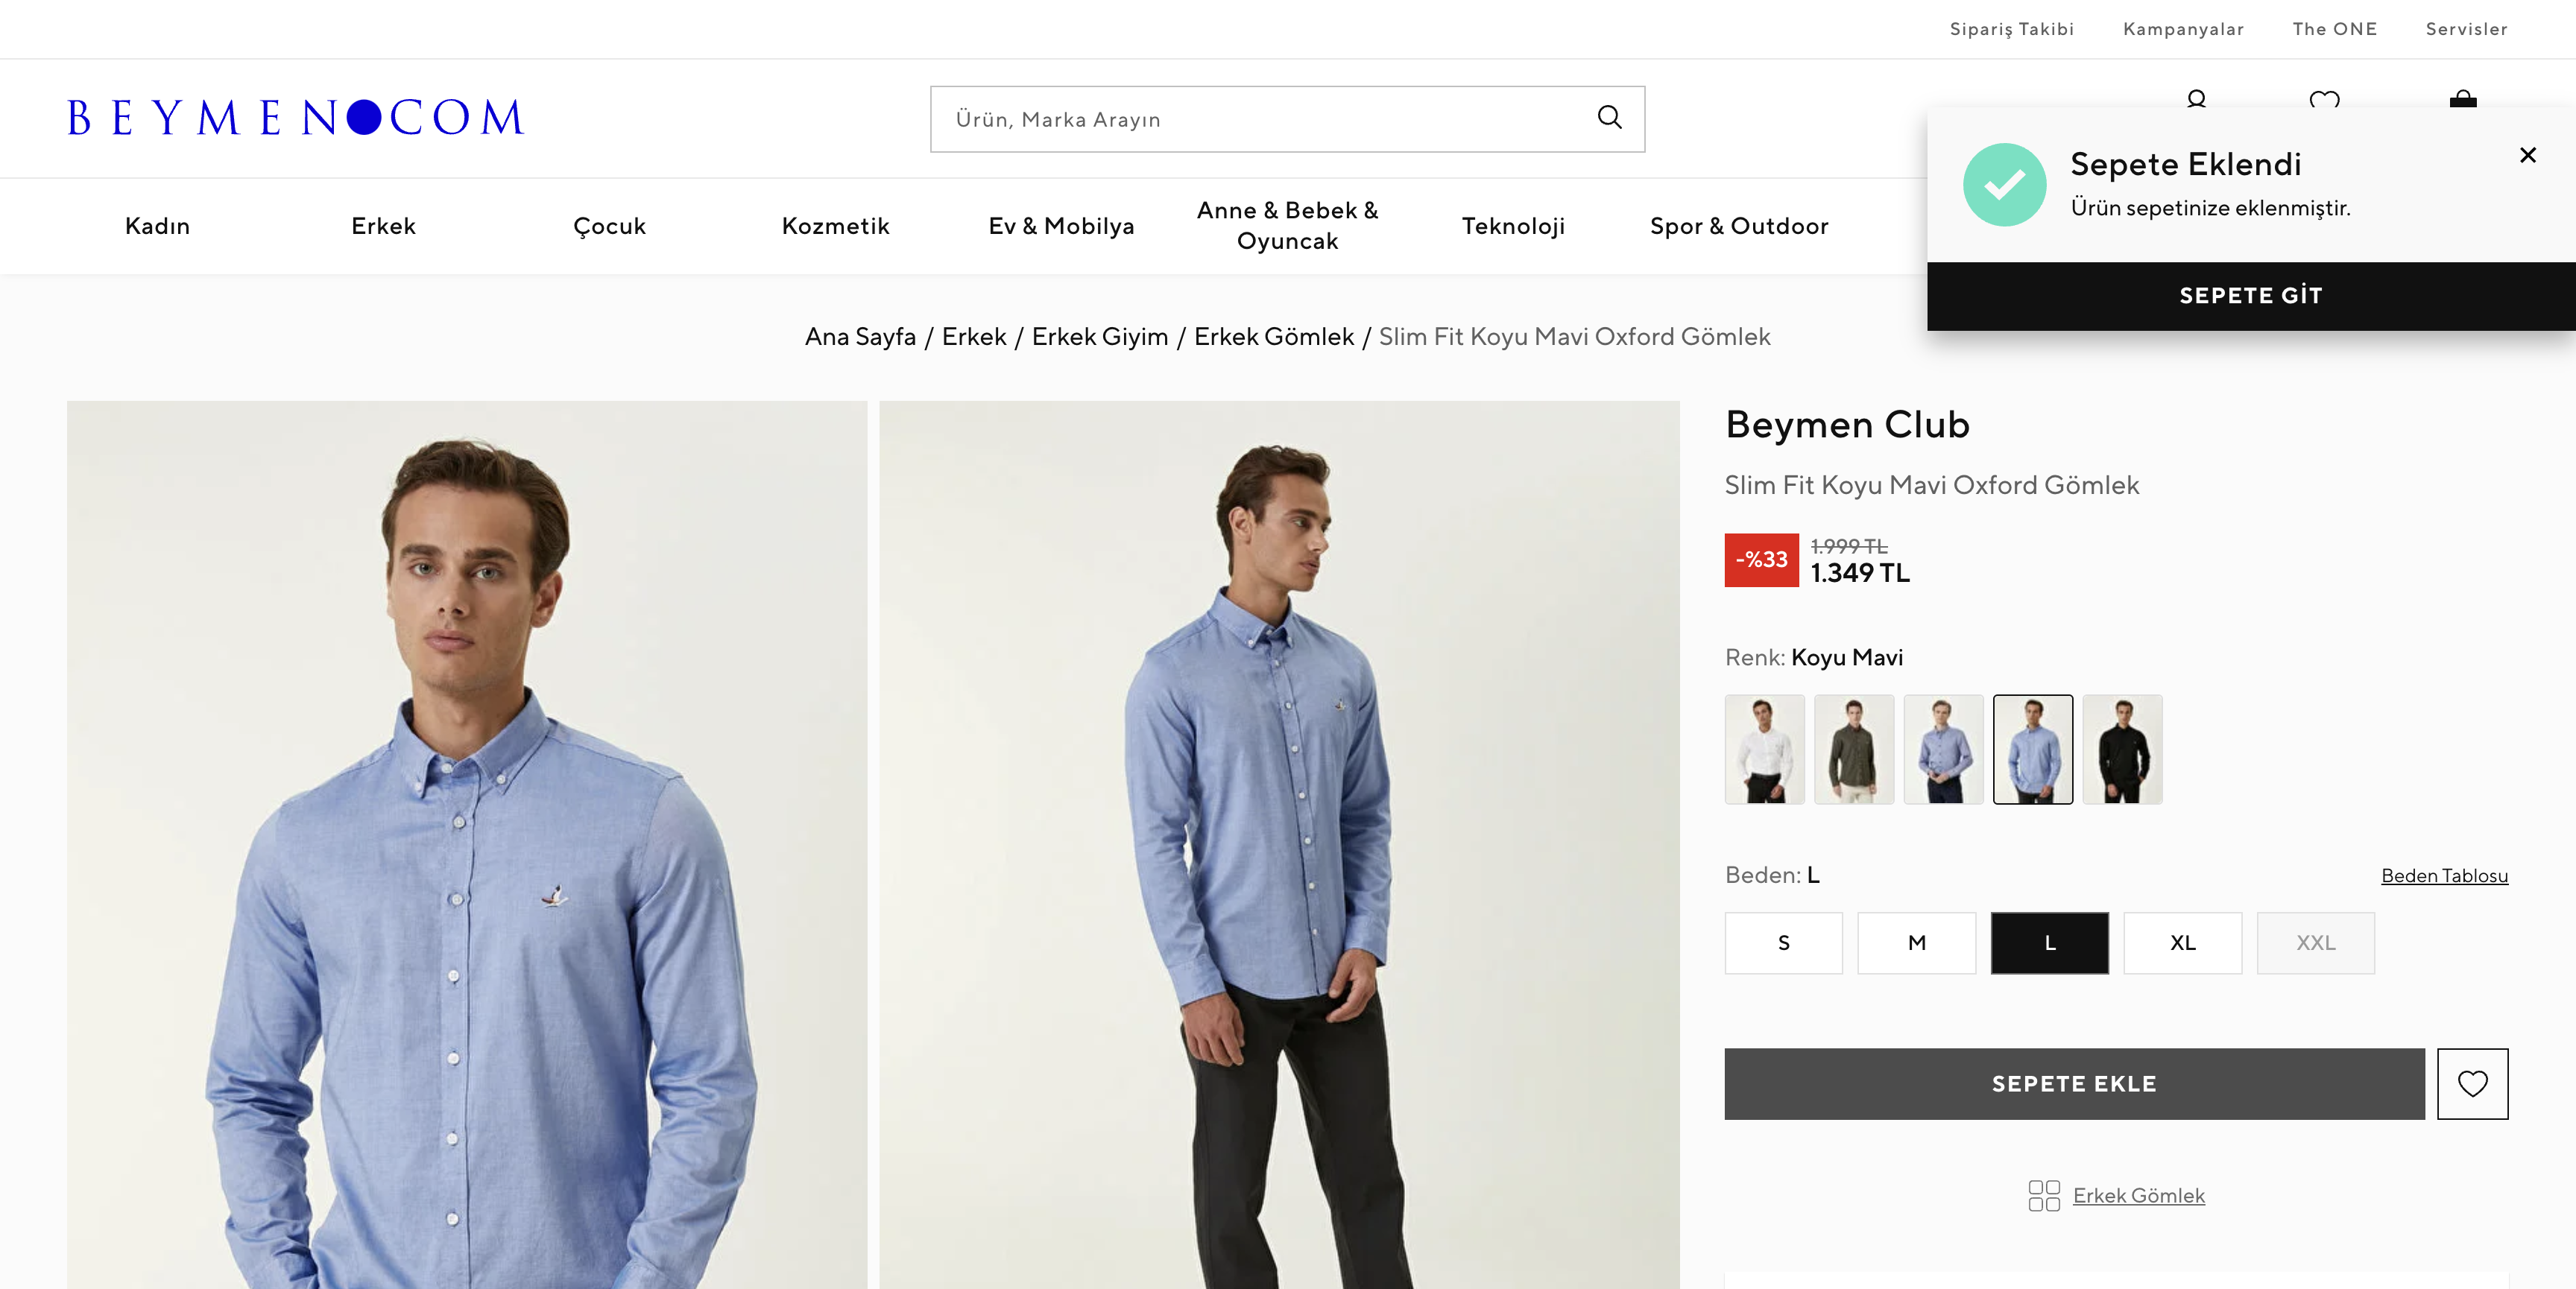 Sipariş Takibi Kampanyalar The ONE Servisler
BEYMEN COM
Ürün, Marka Arayın
Sepete Eklendi
Ürün sepetinize eklenmiştir.
SEPETE GİT
Kadın
Erkek
Çocuk
Kozmetik
Ev & Mobilya
Anne & Bebek &
Oyuncak
Teknoloji
Spor & Outdoor
Ana Sayfa / Erkek / Erkek Giyim / Erkek Gömlek / Slim Fit Koyu Mavi Oxford Gömlek
Beymen Club
Slim Fit Koyu Mavi Oxford Gömlek
-%33
1.999 TL
1.349 TL
Renk: Koyu Mavi
Beden: L
Beden Tablosu
S M L XL XXL
SEPETE EKLE
Erkek Gömlek